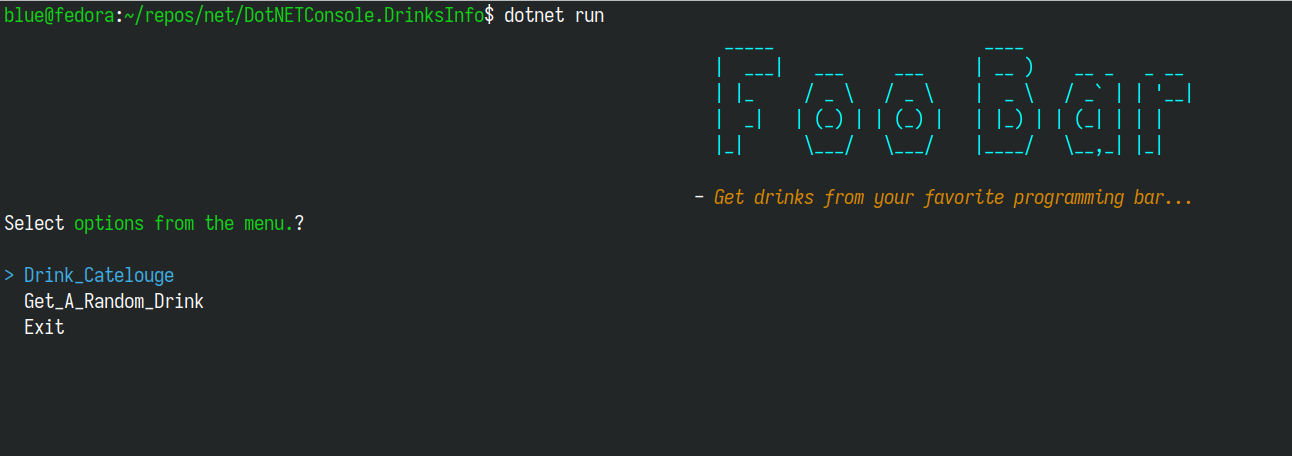 blue@fedora:~/repos/net/DotNETConsole.DrinksInfo$ dotnet run
Foo Bar
- Get drinks from your favorite programming bar...
Select options from the menu.?
> Drink_Catelouge
Get_A_Random_Drink
Exit